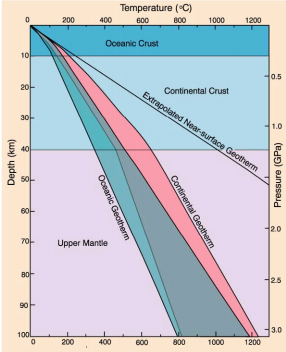 Temperature (°C)
0 200 400 600 800 1000 1200
Oceanic Crust
Continental Crust
Extrapolated Near-surface Geotherm
Oceanic Geotherm
Continental Geotherm
Upper Mantle
Depth (km)
0
10
20
30
40
50
60
70
80
90
100
Pressure (GPa)
0.5
1.0
2.0
2.5
3.0
0 200 400 600 800 1000 1200